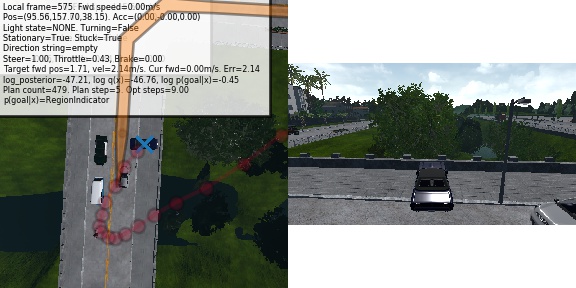 Local frame=575. Fwd speed=0.00m/s
Pos=(95.56,157.70,38.15). Acc=(0.00,-0.00,0.00)
Light state=NONE. Turning=False
Stationary=True. Stuck=True
Direction string=empty
Steer=1.00, Throttle=0.43, Brake=0.00
Target fwd pos=1.71, vel=2.14m/s. Cur fwd=0.00m/s. Err=2.14
log_posterior=-47.21, log q(x)=-46.76, log p(goal|x)=-0.45
Plan count=479. Plan step=5. Opt steps=9.00
p(goal|x)=RegionIndicator